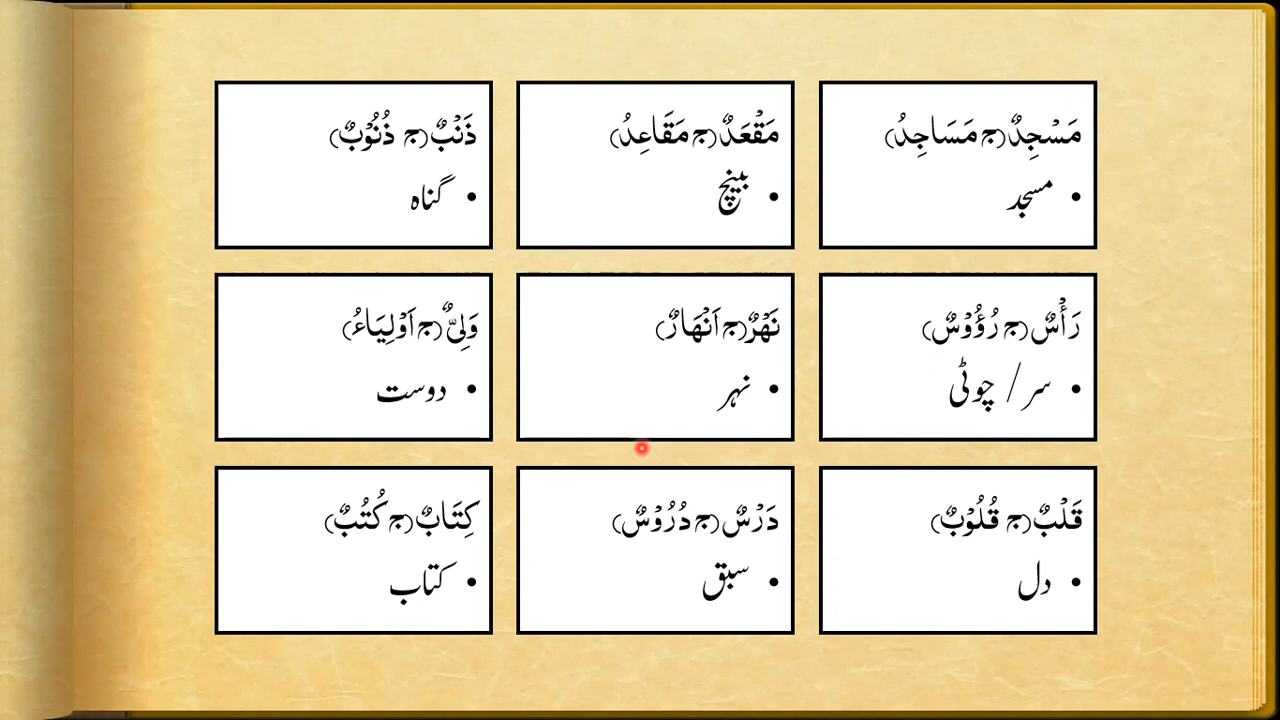 مَسْجِدٌ(ج مَسَاجِدُ)
• مسجد
مَقْعَدٌ(ج مَقَاعِدُ)
• بینچ
ذَنْبٌ(ج ذُنُوْبٌ)
• گناہ
رَأْسٌ(ج رُؤُوْسٌ)
• سر / چوٹی
نَهْرٌ(ج اَنْهَارٌ)
• نہر
وَلِیٌّ(ج اَوْلِیَاءُ)
• دوست
قَلْبٌ(ج قُلُوْبٌ)
• دل
دَرْسٌ(ج دُرُوْسٌ)
• سبق
کِتَابٌ(ج کُتُبٌ)
• کتاب